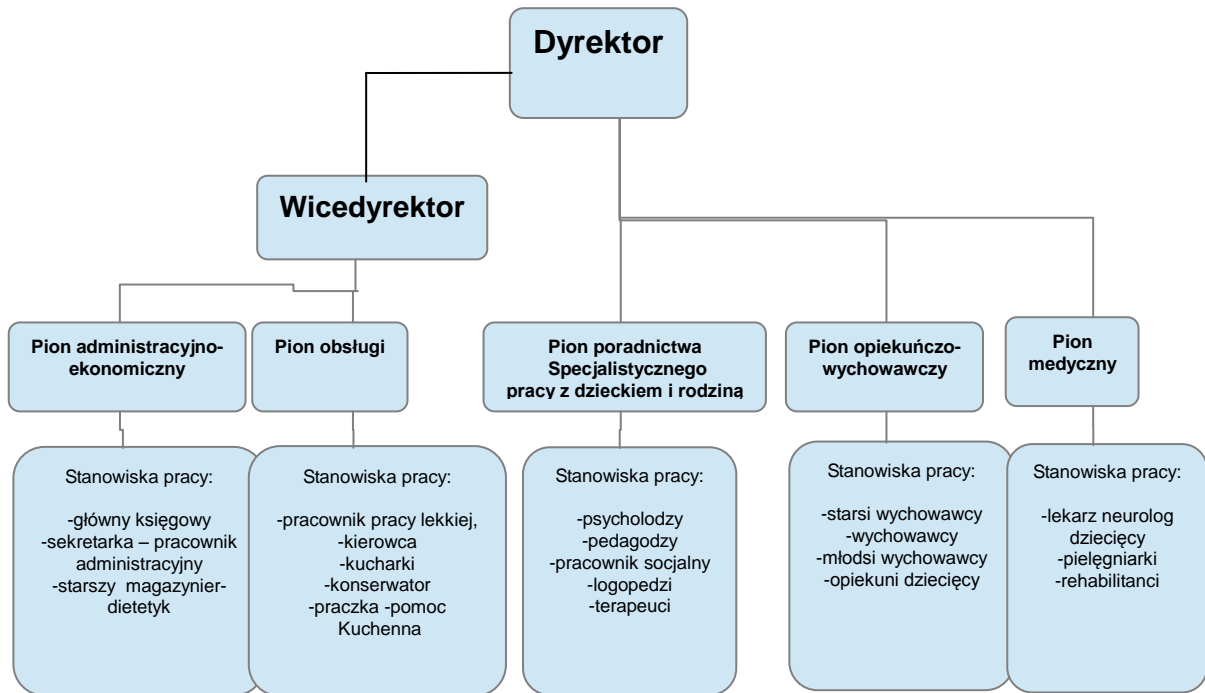 Dyrektor
Wicedyrektor
Pion administracyjno-
ekonomiczny
Pion obsługi
Pion poradnictwa
Specjalistycznego
pracy z dzieckiem i rodziną
Pion opiekuńczo-
wychowawczy
Pion
medyczny
Stanowiska pracy:
-główny księgowy
-sekretarka – pracownik
administracyjny
-starszy magazynier-
dietetyk
Stanowiska pracy:
-pracownik pracy lekkiej,
-kierowca
-kucharki
-konserwator
-praczka -pomoc
Kuchenna
Stanowiska pracy:
-psycholodzy
-pedagodzy
-pracownik socjalny
-logopedzi
-terapeuci
Stanowiska pracy:
-starsi wychowawcy
-wychowawcy
-młodsi wychowawcy
-opiekuni dziecięcy
Stanowiska pracy:
-lekarz neurolog
dziecięcy
-pielęgniarki
-rehabilitanci